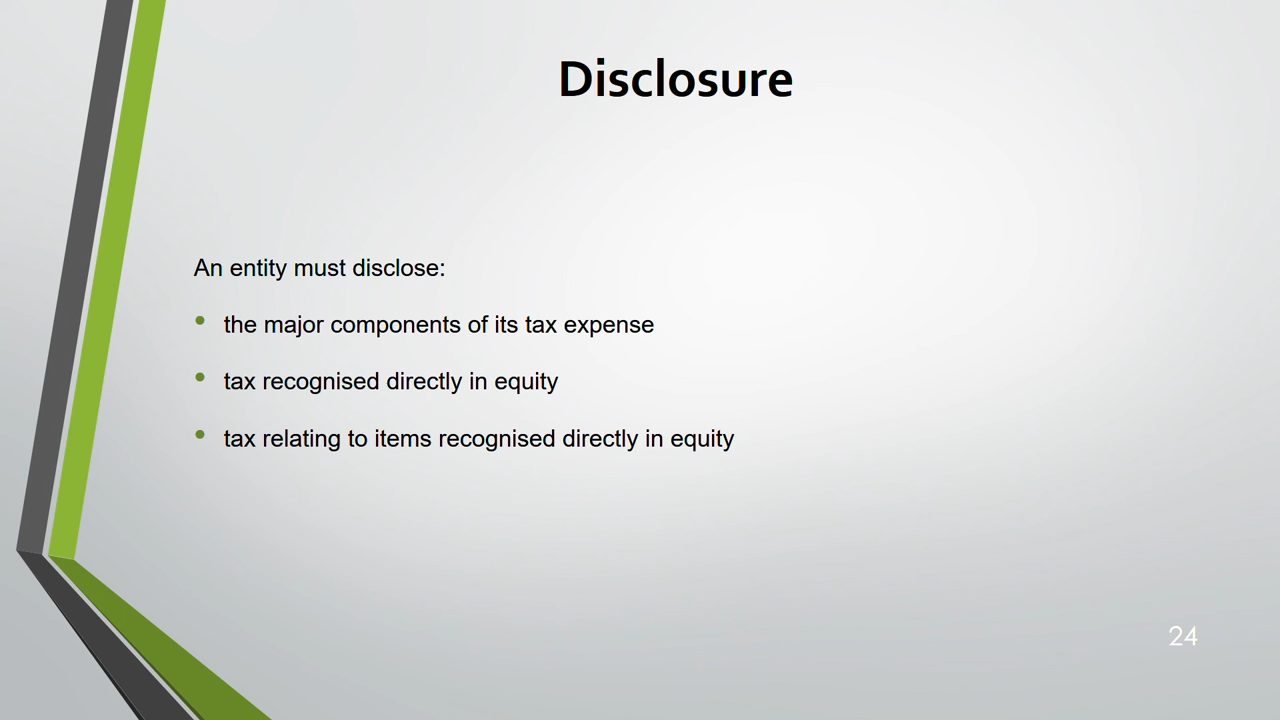 Disclosure
An entity must disclose:
• the major components of its tax expense
• tax recognised directly in equity
• tax relating to items recognised directly in equity
24